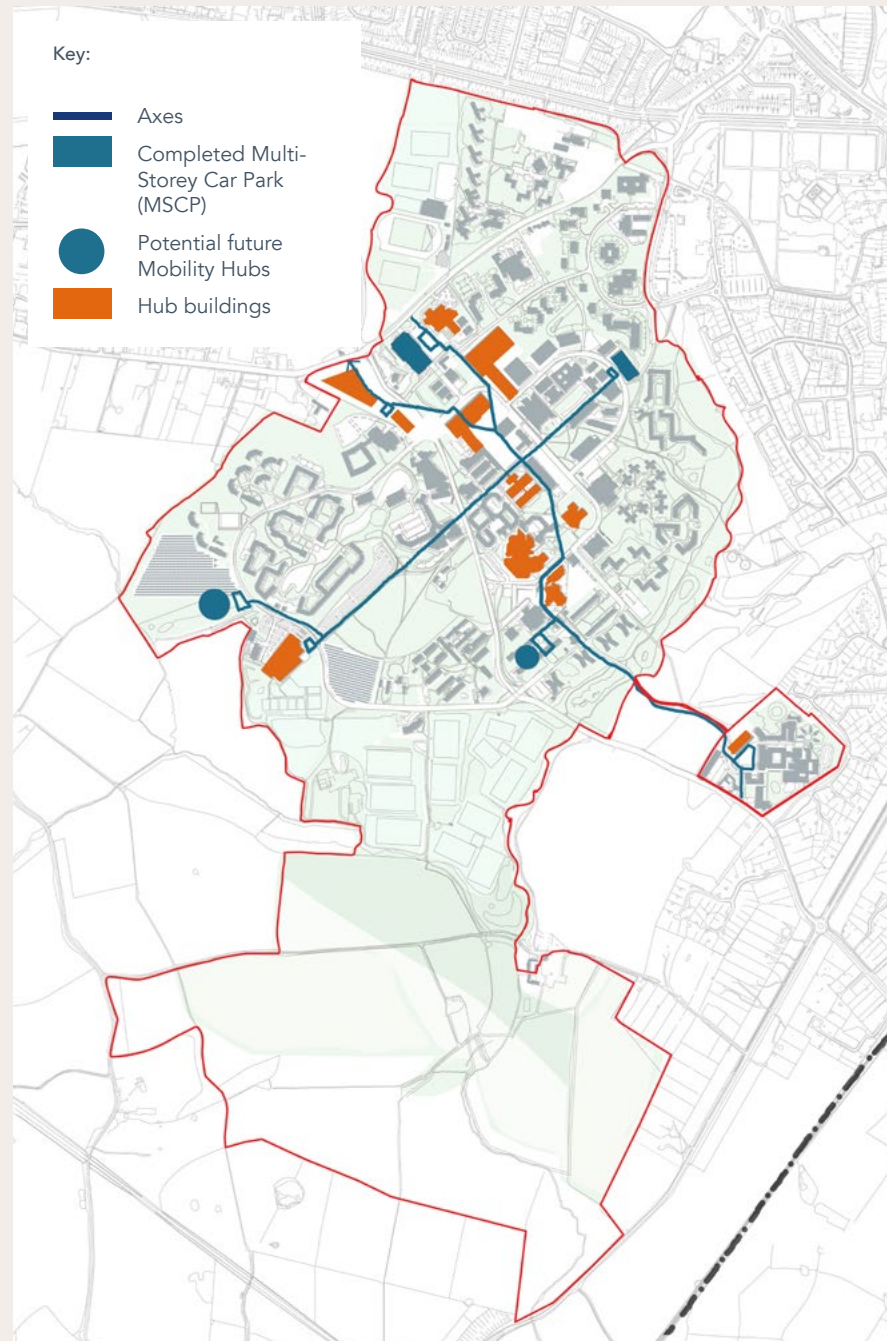 Key:
Axes
Completed Multi-
Storey Car Park
(MSCP)
Potential future
Mobility Hubs
Hub buildings